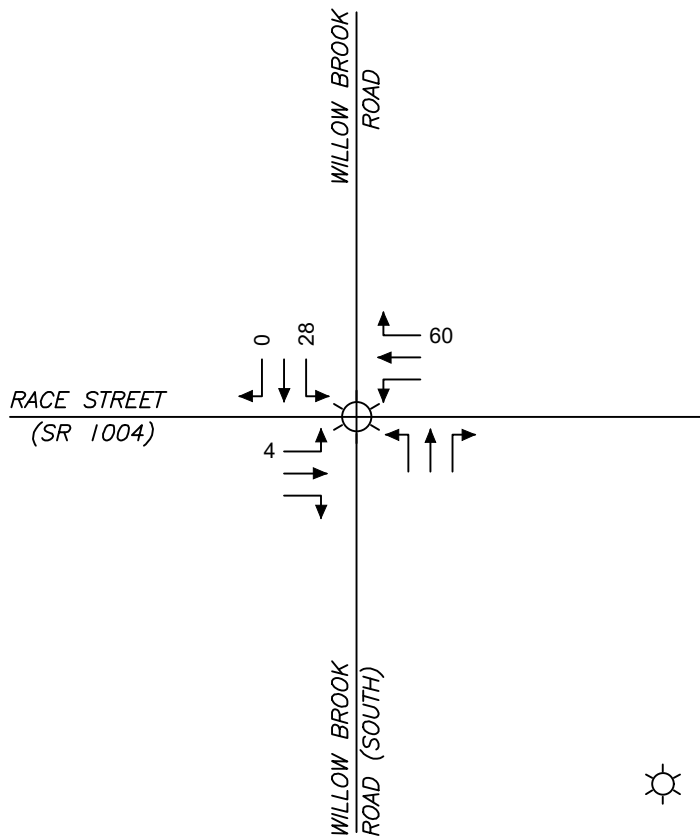 WILLOW BROOK
ROAD
0
28
60
RACE STREET
(SR 1004)
4
WILLOW BROOK
ROAD (SOUTH)